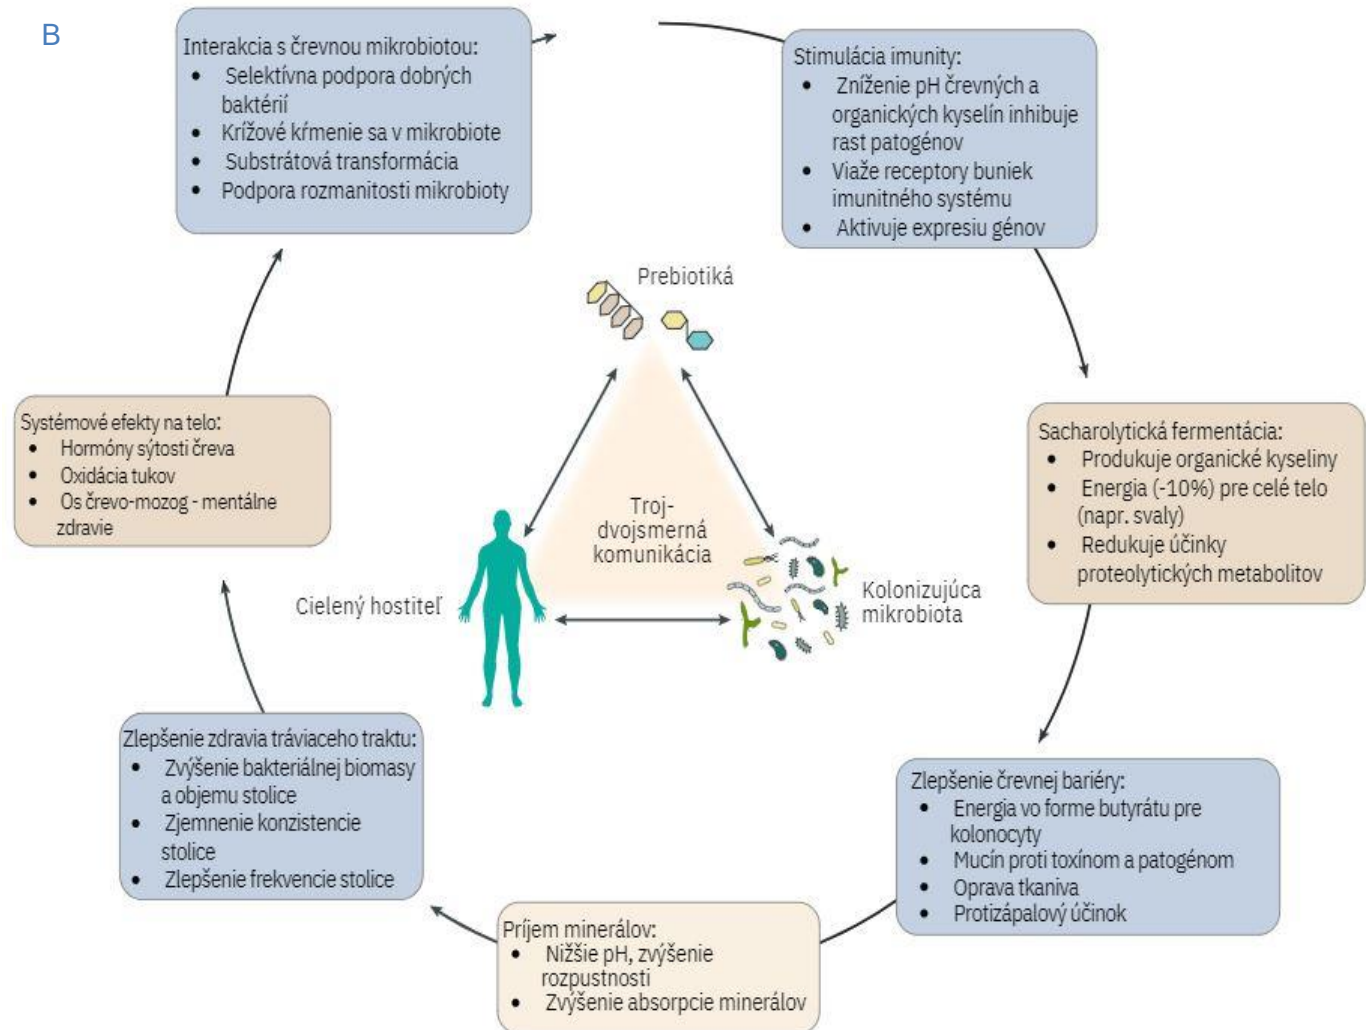 B
Interakcia s črevnou mikrobiotou:
• Selektívna podpora dobrých
baktérií
• Krížové kŕmenie sa v mikrobiote
• Substrátová transformácia
• Podpora rozmanitosti mikrobioty
Stimulácia imunity:
• Zníženie pH črevných a
organických kyselín inhibuje
rast patogénov
• Viaže receptory buniek
imunitného systému
• Aktivuje expresiu génov
Prebiotiká
Systémové efekty na telo:
• Hormóny sýtosti čreva
• Oxidácia tukov
• Os črevo-mozog - mentálne
zdravie
Sacharolytická fermentácia:
• Produkuje organické kyseliny
• Energia (-10%) pre celé telo
(napr. svaly)
• Redukuje účinky
proteolytických metabolitov
Troj-
dvojsmerná
komunikácia
Cielený hostiteľ
Kolonizujúca
mikrobiota
Zlepšenie zdravia tráviaceho traktu:
• Zvýšenie bakteriálnej biomasy
a objemu stolice
• Zjemnenie konzistencie
stolice
• Zlepšenie frekvencie stolice
Zlepšenie črevnej bariéry:
• Energia vo forme butyrátu pre
kolonocyty
• Mucín proti toxínom a patogénom
• Oprava tkaniva
• Protizápalový účinok
Príjem minerálov:
• Nižšie pH, zvýšenie
rozpustnosti
• Zvýšenie absorpcie minerálov